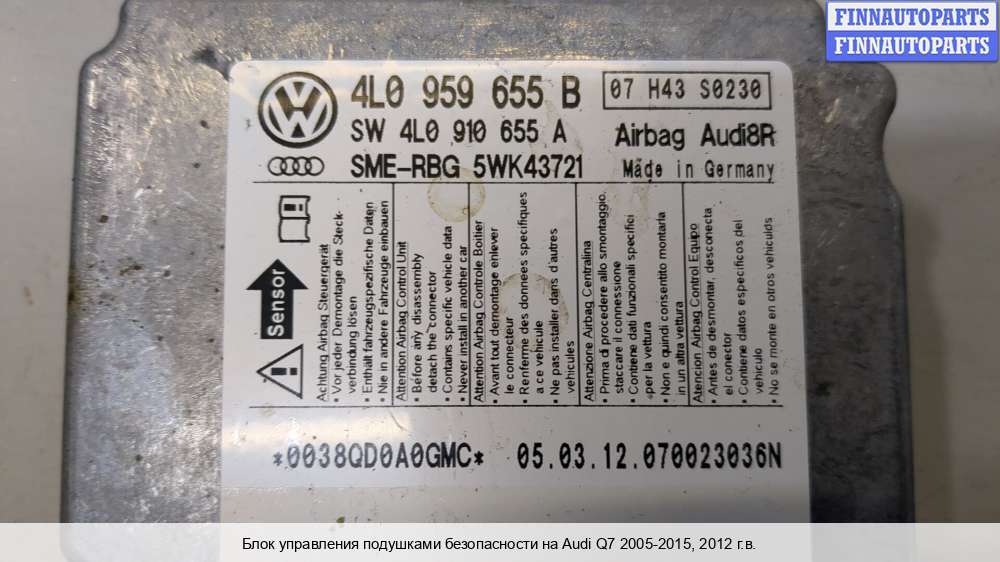 FINNAUTOPARTS
FINNAUTOPARTS
4L0 959 655 B
07 H43 S0230
SW 4L0 910 655 A
Airbag Audi8R
SME-RBG 5WK43721
Made in Germany
Sensor
Achtung Airbag Steuergerät
• Vor jeder Demontage die Steck-
verbindung lösen
• Enthält fahrzeugspezifische Daten
• Nie in andere Fahrzeuge einbauen
Attention Airbag Control Unit
• Before any disassembly
detach the connector
• Contains specific vehicle data
• Never install in another car
Attention Airbag Controle Boitier
• Avant tout demontage enlever
le connecteur
• Renferme des donnees specifiques
a ce vehicule
• Ne pas installer dans d'autres
vehicules
Attenzione Airbag Centralina
• Prima di procedere allo smontaggio,
staccare il connessione
• Contiene dati funzionali specifici
per la vettura
• Non e quindi consentito montarla
in un altra vettura
Atencion Airbag Control Equipo
• Antes de desmontar, desconecta
el conector
• Contiene datos especificos del
vehiculo
• No se monte en otros vehiculds
*0038QD0A0GMC*
05.03.12.070023036N
Блок управления подушками безопасности на Audi Q7 2005-2015, 2012 г.в.